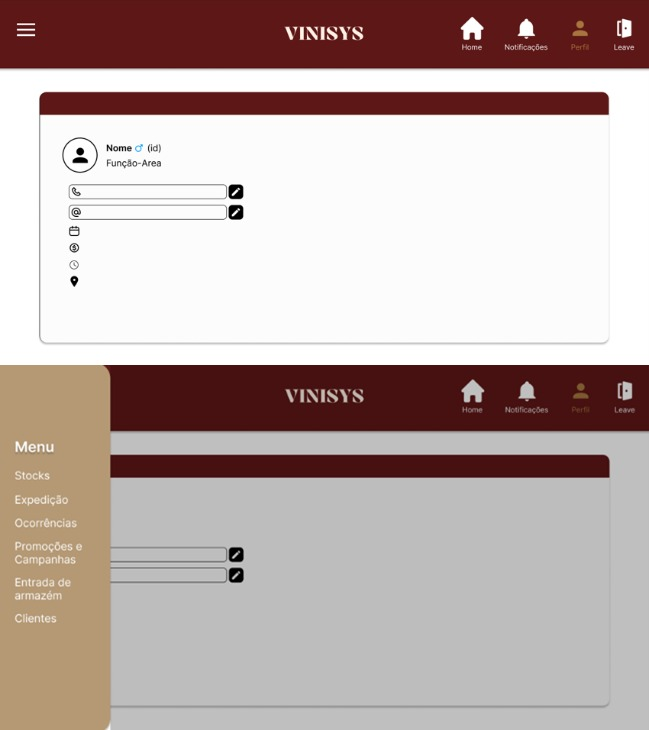 VINISYS
Home
Notificações
Perfil
Leave
Nome ♂ (id)
Função-Area
VINISYS
Home
Notificações
Perfil
Leave
Menu
Stocks
Expedição
Ocorrências
Promoções e
Campanhas
Entrada de
armazém
Clientes